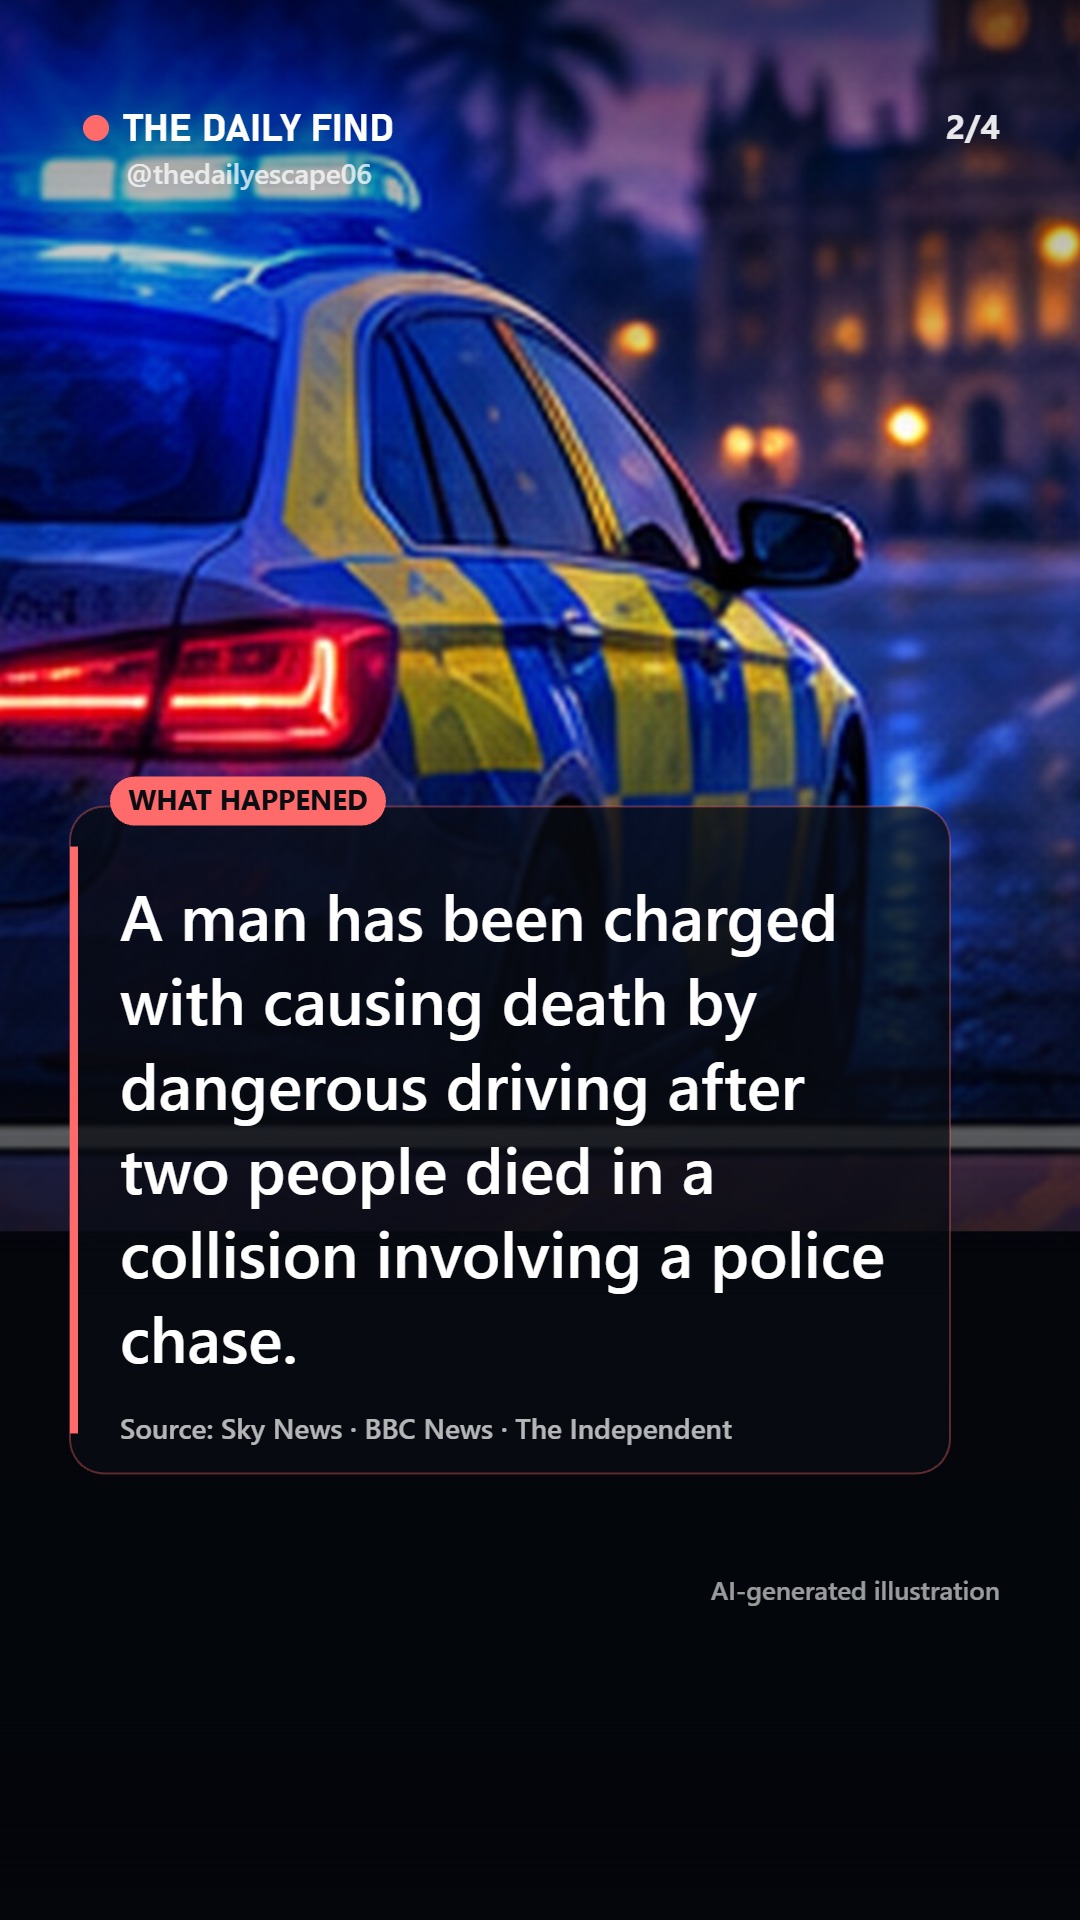 THE DAILY FIND
2/4
@thedailyescape06
WHAT HAPPENED
A man has been charged
with causing death by
dangerous driving after
two people died in a
collision involving a police
chase.
Source: Sky News · BBC News · The Independent
AI-generated illustration